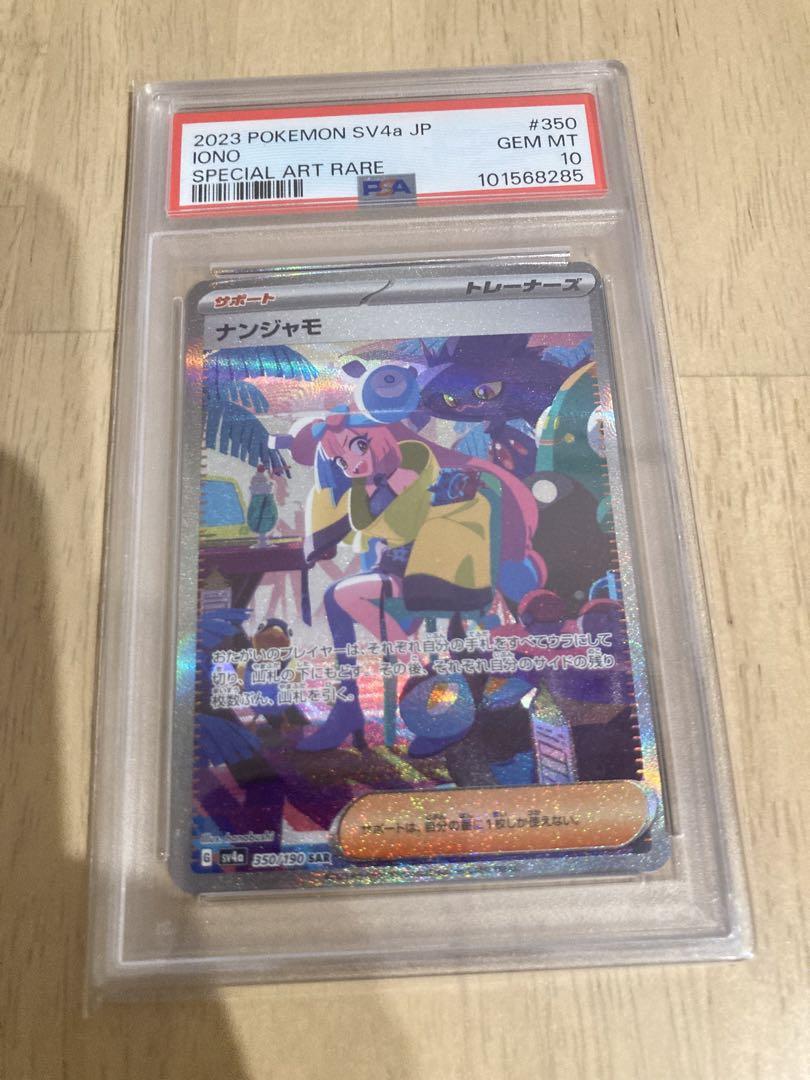 2023 POKEMON SV4a JP #350
IONO GEM MT
SPECIAL ART RARE 10
PSA 101568285
サポート トレーナーズ
ナンジャモ
おたがいのプレイヤーは、それぞれ自分の手札をすべてウラにして
切り、山札の下にもどす。その後、それぞれ自分のサイドの残り
枚数ぶん、山札を引く。
サポートは、自分の番に1枚しか使えない。
Illus.
G SV4a 350/190 SAR